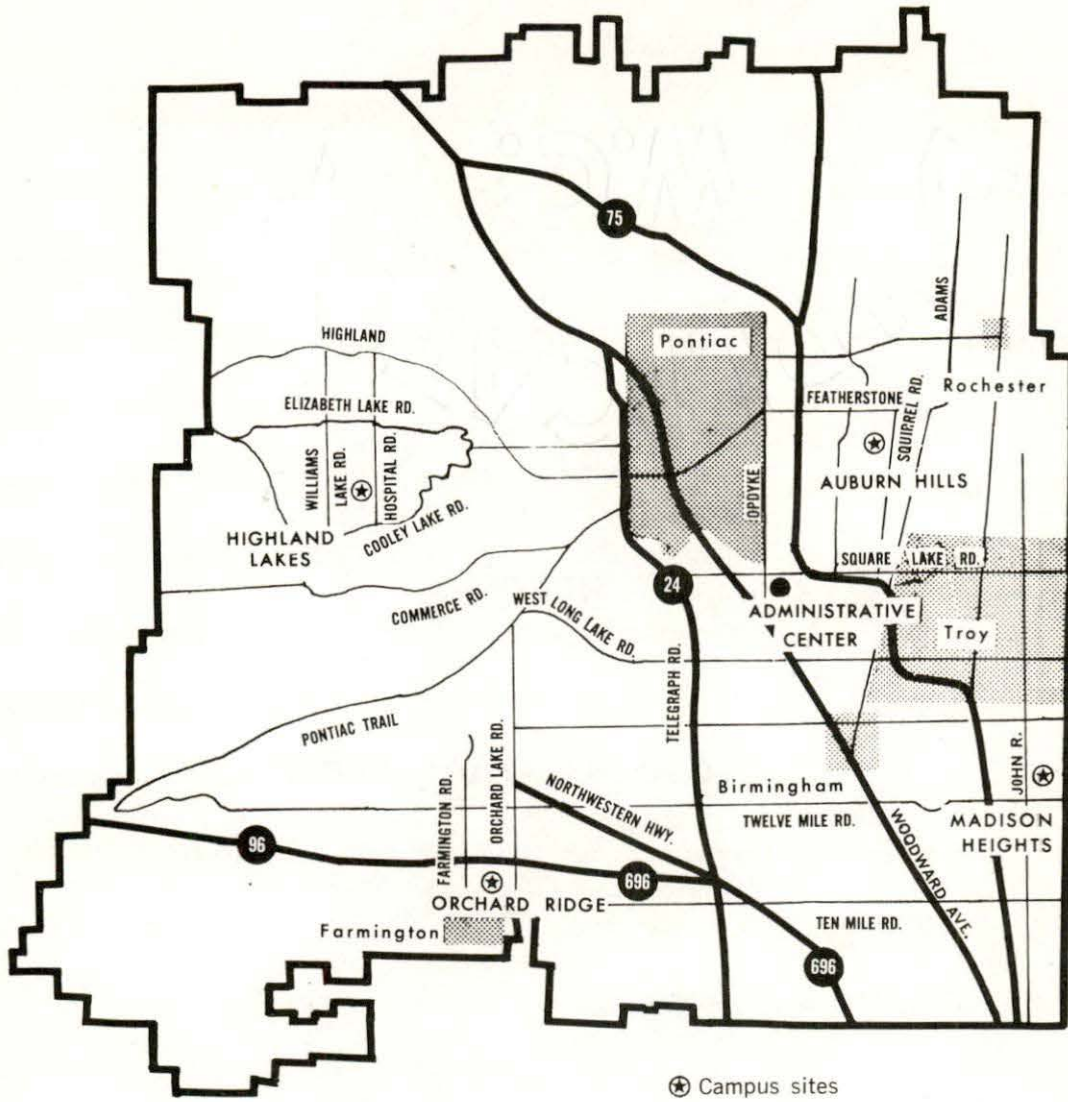 75
HIGHLAND
Pontiac
ADAMS
ELIZABETH LAKE RD.
FEATHERSTONE
Rochester
SQUIRREL RD.
WILLIAMS
LAKE RD.
HOSPITAL RD.
AUBURN HILLS
OPDYKE
HIGHLAND
LAKES
COOLEY LAKE RD.
SQUARE LAKE RD.
24
COMMERCE RD.
WEST LONG LAKE RD.
ADMINISTRATIVE
CENTER
Troy
TELEGRAPH RD.
PONTIAC TRAIL
FARMINGTON RD.
ORCHARD LAKE RD.
NORTHWESTERN HWY.
JOHN R.
Birmingham
TWELVE MILE RD.
MADISON
HEIGHTS
WOODWARD AVE.
96
696
ORCHARD RIDGE
TEN MILE RD.
Farmington
696
Campus sites